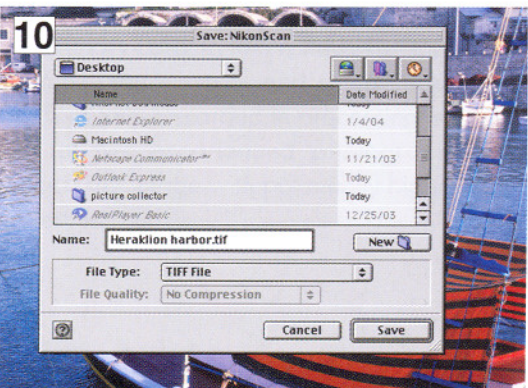 10
Save: NikonScan
Desktop
Name Date Modified
Today
Internet Explorer 1/4/04
Macintosh HD Today
Netscape Communicator™ 11/21/03
Outlook Express Today
picture collector Today
RealPlayer Basic 12/25/03
Name: Heraklion harbor.tif New
File Type: TIFF File
File Quality: No Compression
? Cancel Save